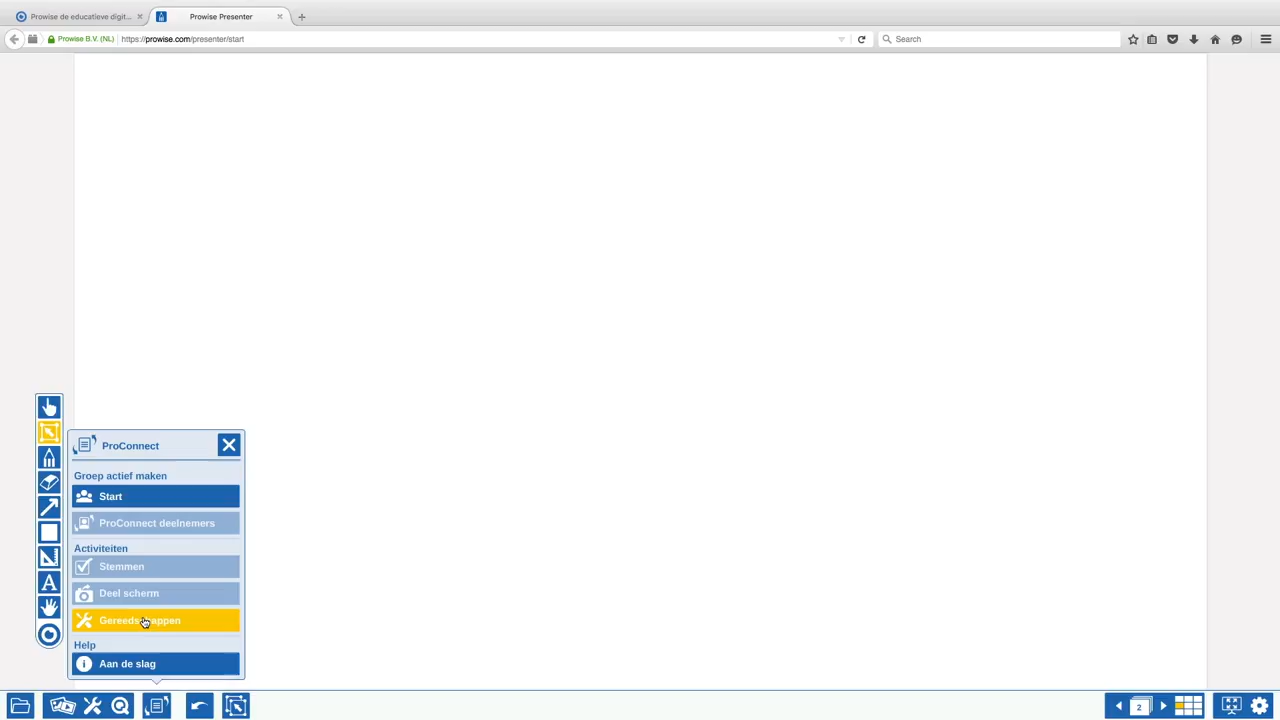 Prowise de educatieve digit...
Prowise Presenter
Prowise B.V. (NL)
https://prowise.com/presenter/start
Search
ProConnect
Groep actief maken
Start
ProConnect deelnemers
Activiteiten
Stemmen
Deel scherm
Gereedschappen
Help
Aan de slag
A
2